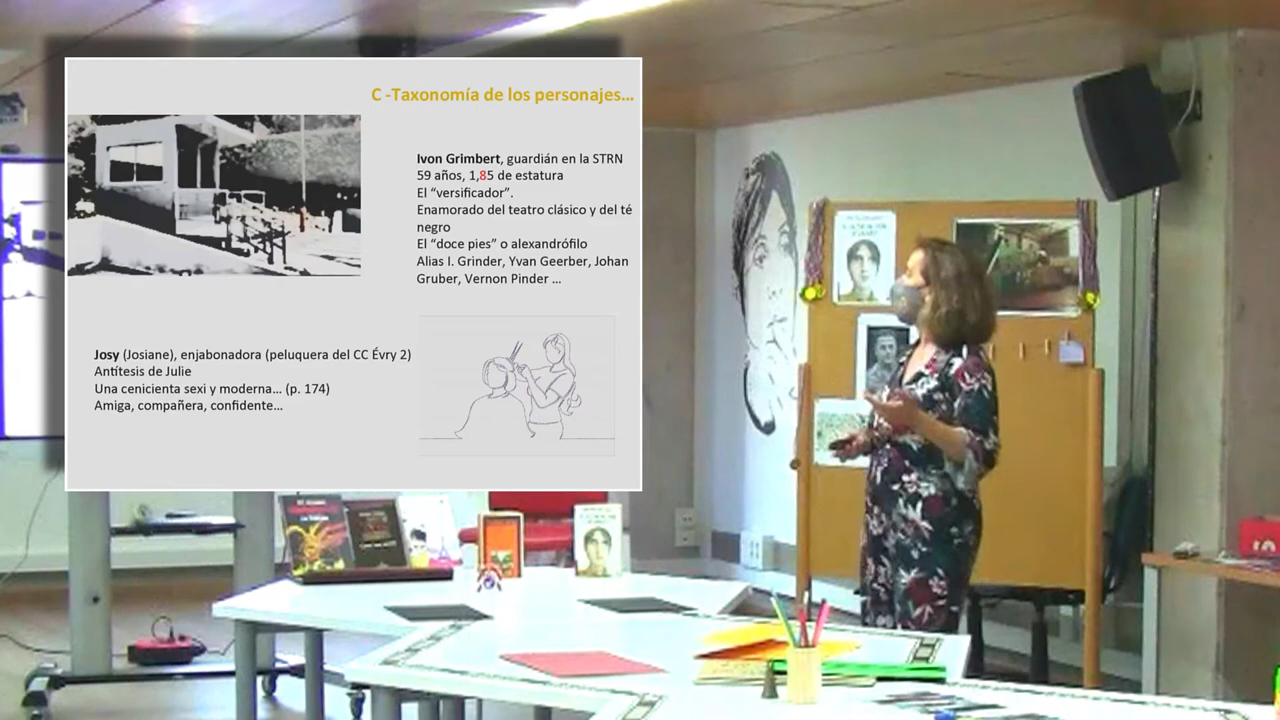 C -Taxonomía de los personajes...
Ivon Grimbert, guardián en la STRN
59 años, 1,85 de estatura
El “versificador”.
Enamorado del teatro clásico y del té
negro
El “doce pies” o alexandrófilo
Alias I. Grinder, Yvan Geerber, Johan
Gruber, Vernon Pinder ...
Josy (Josiane), enjabonadora (peluquera del CC Évry 2)
Antítesis de Julie
Una cenicienta sexi y moderna... (p. 174)
Amiga, compañera, confidente...